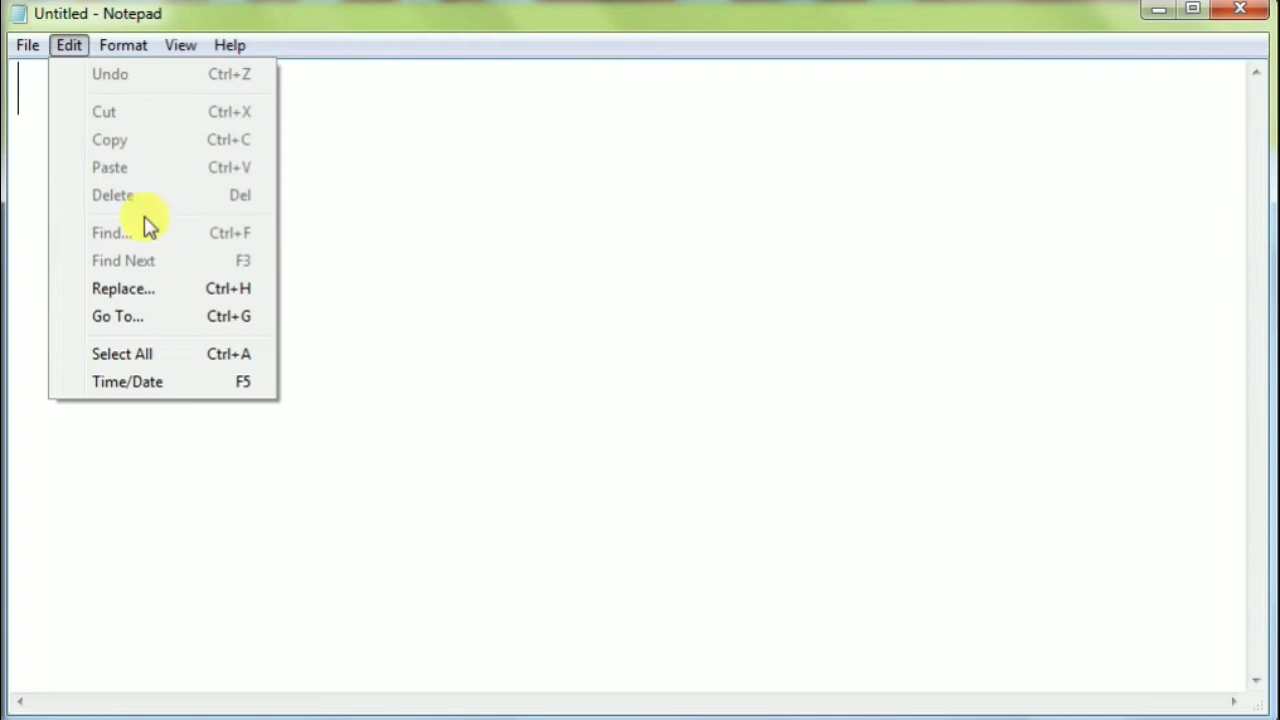 Untitled - Notepad
File Edit Format View Help
Undo Ctrl+Z
Cut Ctrl+X
Copy Ctrl+C
Paste Ctrl+V
Delete Del
Find... Ctrl+F
Find Next F3
Replace... Ctrl+H
Go To... Ctrl+G
Select All Ctrl+A
Time/Date F5